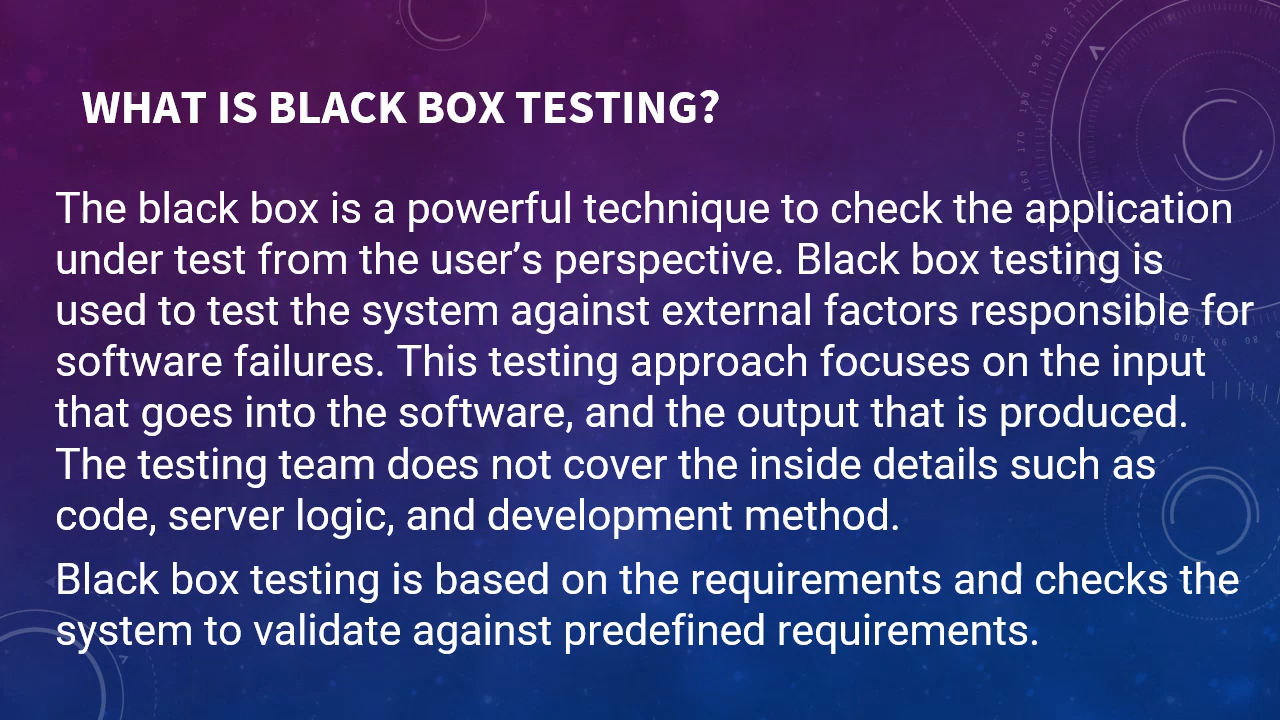 WHAT IS BLACK BOX TESTING?
The black box is a powerful technique to check the application
under test from the user’s perspective. Black box testing is
used to test the system against external factors responsible for
software failures. This testing approach focuses on the input
that goes into the software, and the output that is produced.
The testing team does not cover the inside details such as
code, server logic, and development method.
Black box testing is based on the requirements and checks the
system to validate against predefined requirements.